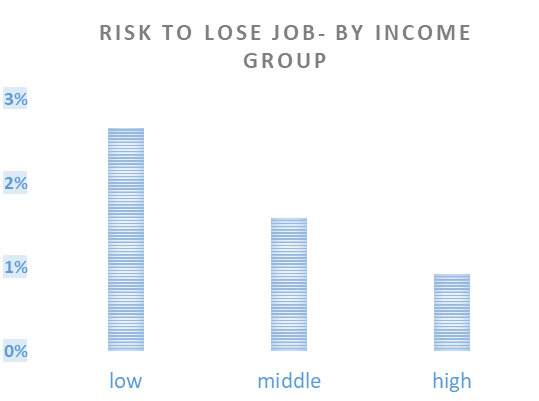 RISK TO LOSE JOB- BY INCOME
GROUP
3%
2%
1%
0%
low middle high